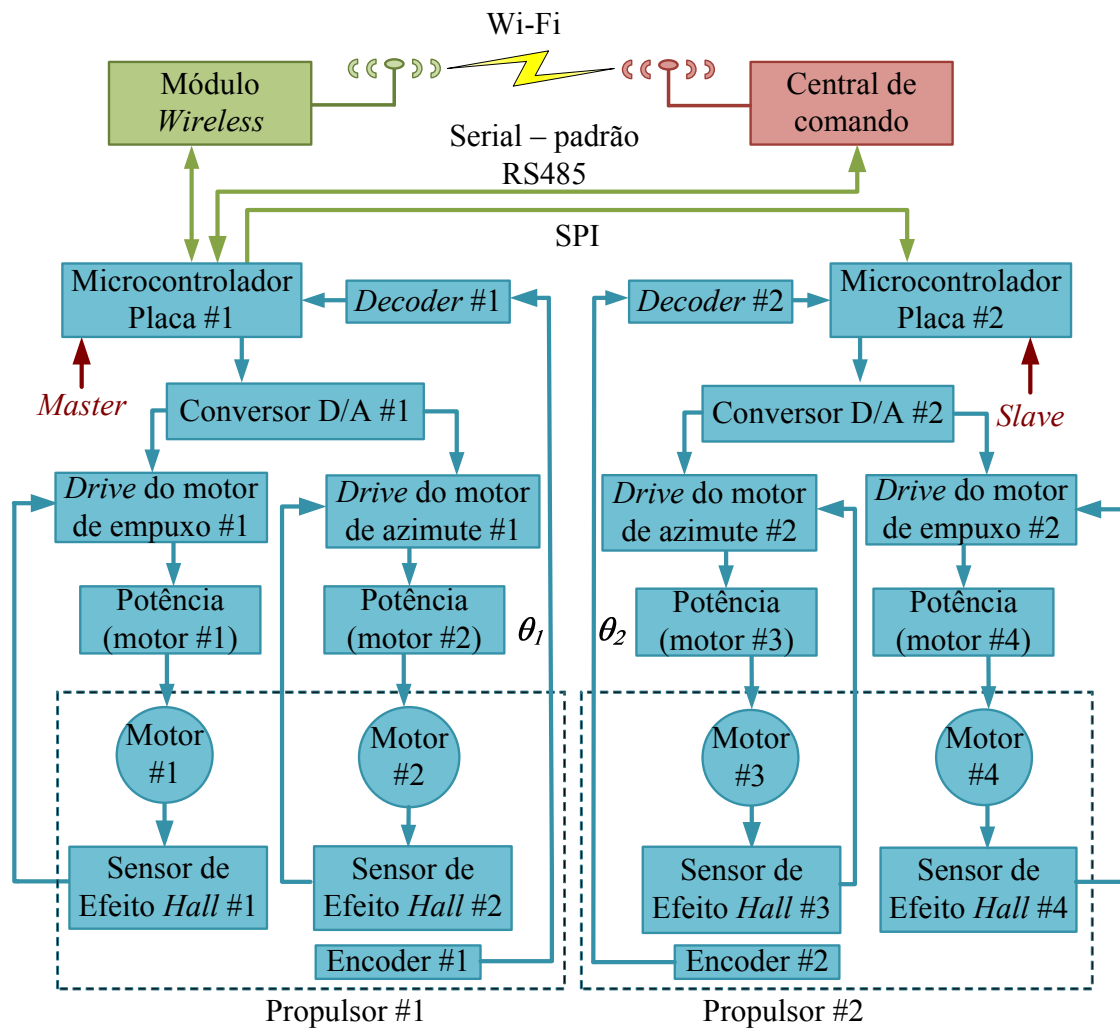 Wi-Fi
Módulo
Wireless
Central de
comando
Serial – padrão
RS485
SPI
Microcontrolador
Placa #1
Decoder #1
Decoder #2
Microcontrolador
Placa #2
Master
Conversor D/A #1
Conversor D/A #2
Slave
Drive do motor
de empuxo #1
Drive do motor
de azimute #1
Drive do motor
de azimute #2
Drive do motor
de empuxo #2
Potência
(motor #1)
Potência
(motor #2)
θ1
θ2
Potência
(motor #3)
Potência
(motor #4)
Motor
#1
Motor
#2
Motor
#3
Motor
#4
Sensor de
Efeito Hall #1
Sensor de
Efeito Hall #2
Sensor de
Efeito Hall #3
Sensor de
Efeito Hall #4
Encoder #1
Encoder #2
Propulsor #1
Propulsor #2